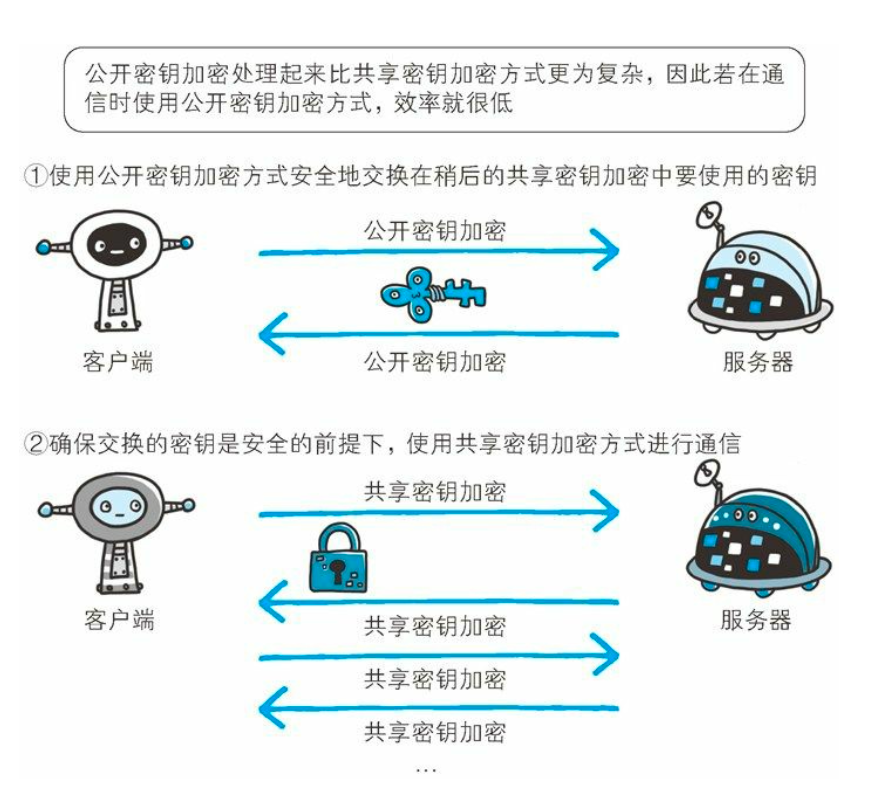 公开密钥加密处理起来比共享密钥加密方式更为复杂，因此若在通
信时使用公开密钥加密方式，效率就很低
①使用公开密钥加密方式安全地交换在稍后的共享密钥加密中要使用的密钥
公开密钥加密
客户端
公开密钥加密
服务器
②确保交换的密钥是安全的前提下，使用共享密钥加密方式进行通信
共享密钥加密
客户端
共享密钥加密
服务器
共享密钥加密
共享密钥加密
…